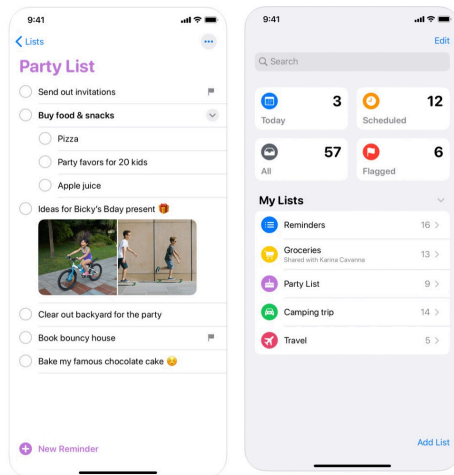 9:41
Lists
Party List
Send out invitations
Buy food & snacks
Pizza
Party favors for 20 kids
Apple juice
Ideas for Bicky's Bday present 🎁
Clear out backyard for the party
Book bouncy house
Bake my famous chocolate cake 😋
New Reminder
9:41
Edit
Search
3
Today
12
Scheduled
57
All
6
Flagged
My Lists
Reminders 16
Groceries 13
Shared with Karina Cavanna
Party List 9
Camping trip 14
Travel 5
Add List